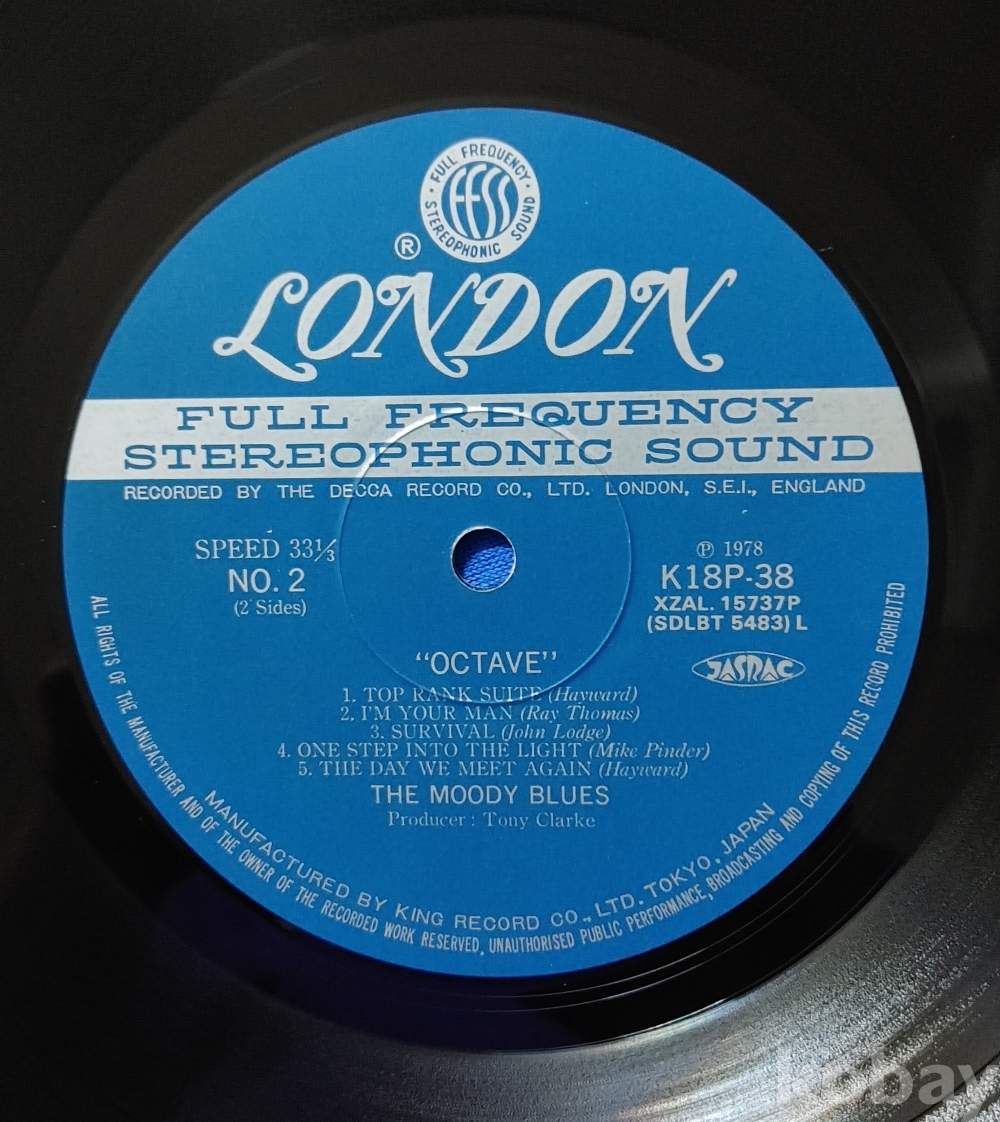 FULL FREQUENCY
FFSS
STEREOPHONIC SOUND
®
LONDON
FULL FREQUENCY
STEREOPHONIC SOUND
RECORDED BY THE DECCA RECORD CO., LTD. LONDON, S.E.I., ENGLAND
SPEED 33⅓
NO. 2
(2 Sides)
℗ 1978
K18P-38
XZAL. 15737P
(SDLBT 5483) L
JASRAC
"OCTAVE"
1. TOP RANK SUITE (Hayward)
2. I'M YOUR MAN (Ray Thomas)
3. SURVIVAL (John Lodge)
4. ONE STEP INTO THE LIGHT (Mike Pinder)
5. THE DAY WE MEET AGAIN (Hayward)
THE MOODY BLUES
Producer : Tony Clarke
MANUFACTURED BY KING RECORD CO., LTD. TOKYO, JAPAN
ALL RIGHTS OF THE MANUFACTURER AND OF THE OWNER OF THE RECORDED WORK RESERVED, UNAUTHORISED PUBLIC PERFORMANCE, BROADCASTING AND COPYING OF THIS RECORD PROHIBITED
kobay